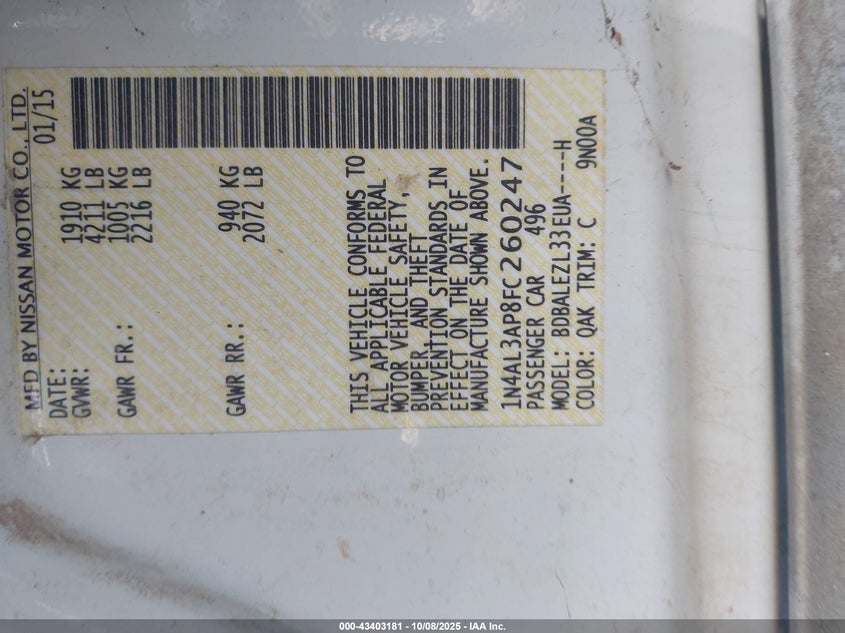 MFD BY NISSAN MOTOR CO., LTD.
DATE: 01/15
GVWR: 1910 KG
4211 LB
GAWR FR.: 1005 KG
2216 LB
GAWR RR.: 940 KG
2072 LB
THIS VEHICLE CONFORMS TO
ALL APPLICABLE FEDERAL
MOTOR VEHICLE SAFETY,
BUMPER, AND THEFT
PREVENTION STANDARDS IN
EFFECT ON THE DATE OF
MANUFACTURE SHOWN ABOVE.
1N4AL3AP8FC260247
PASSENGER CAR 496
MODEL: BDBALEZL33EUA----H
COLOR: QAK TRIM: C 9N00A
000-43403181 - 10/08/2025 - IAA Inc.